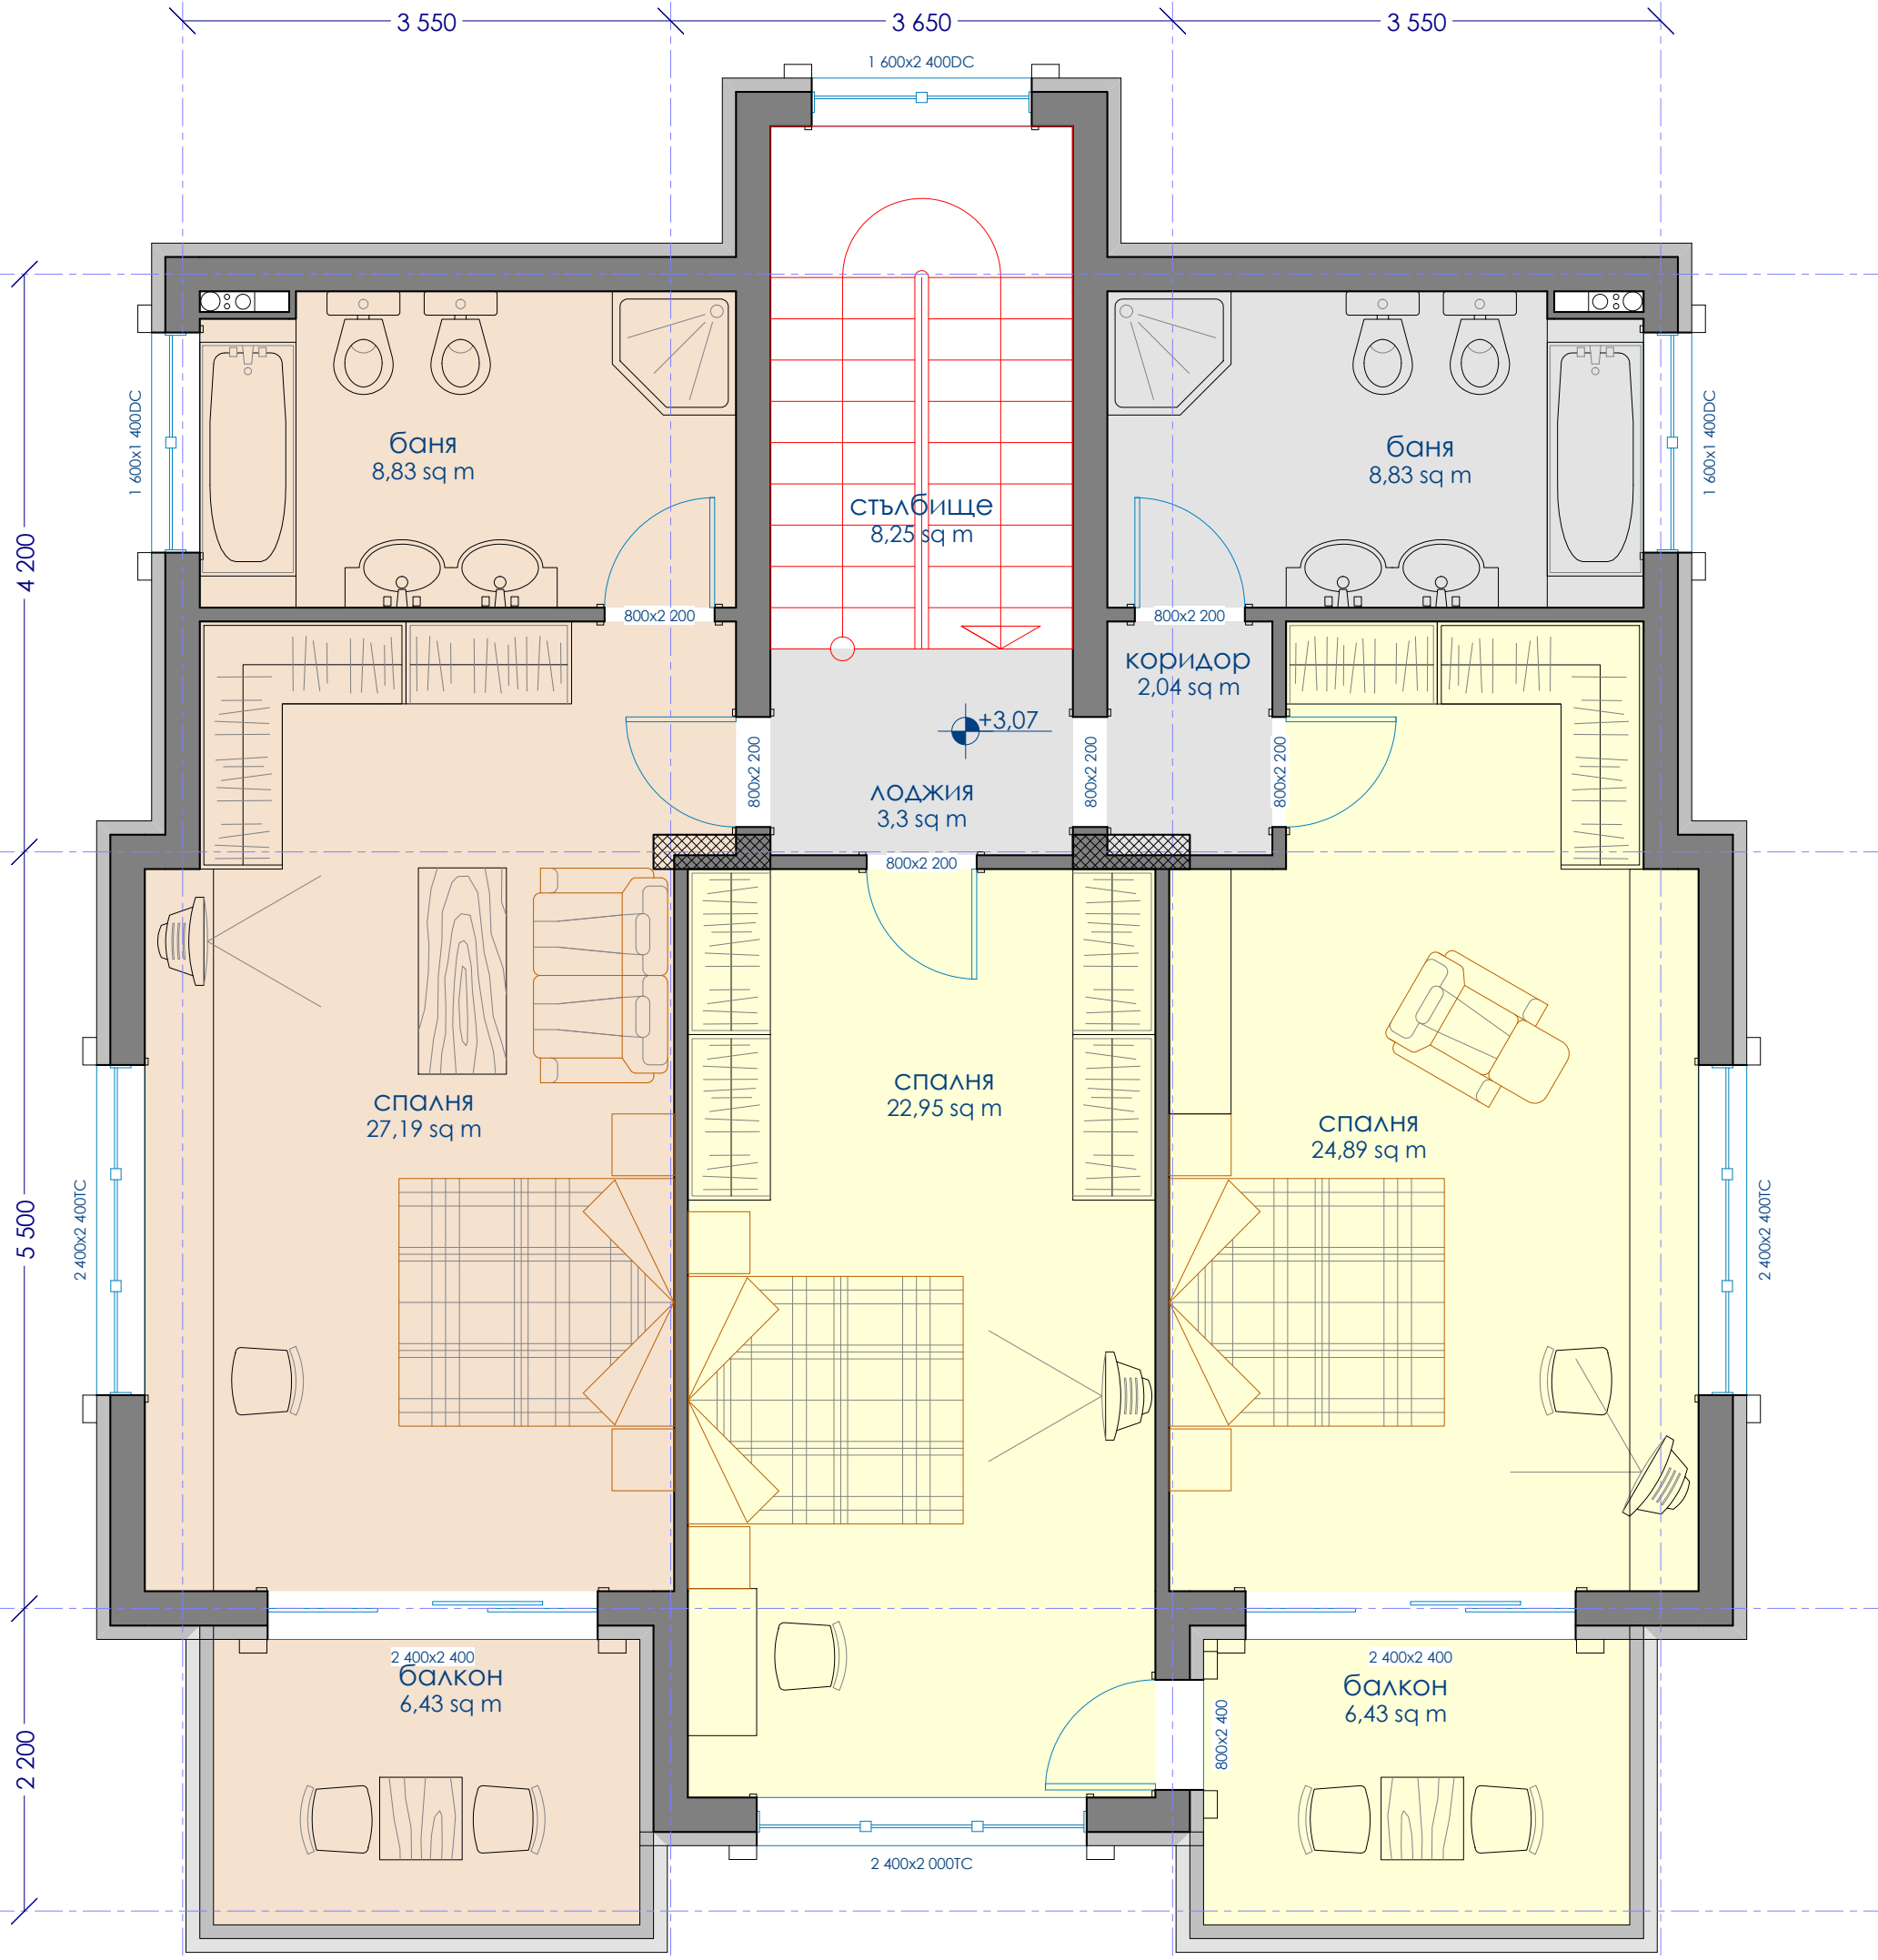 3 550
3 650
3 550
1 600x2 400DC
4 200
5 500
2 200
1 600x1 400DC
баня
8,83 sq m
стълбище
8,25 sq m
баня
8,83 sq m
1 600x1 400DC
800x2 200
800x2 200
коридор
2,04 sq m
+3,07
800x2 200
800x2 200
800x2 200
лоджия
3,3 sq m
800x2 200
спалня
27,19 sq m
спалня
22,95 sq m
спалня
24,89 sq m
2 400x2 400TC
2 400x2 400TC
2 400x2 400
балкон
6,43 sq m
2 400x2 400
балкон
6,43 sq m
800x2 400
2 400x2 000TC